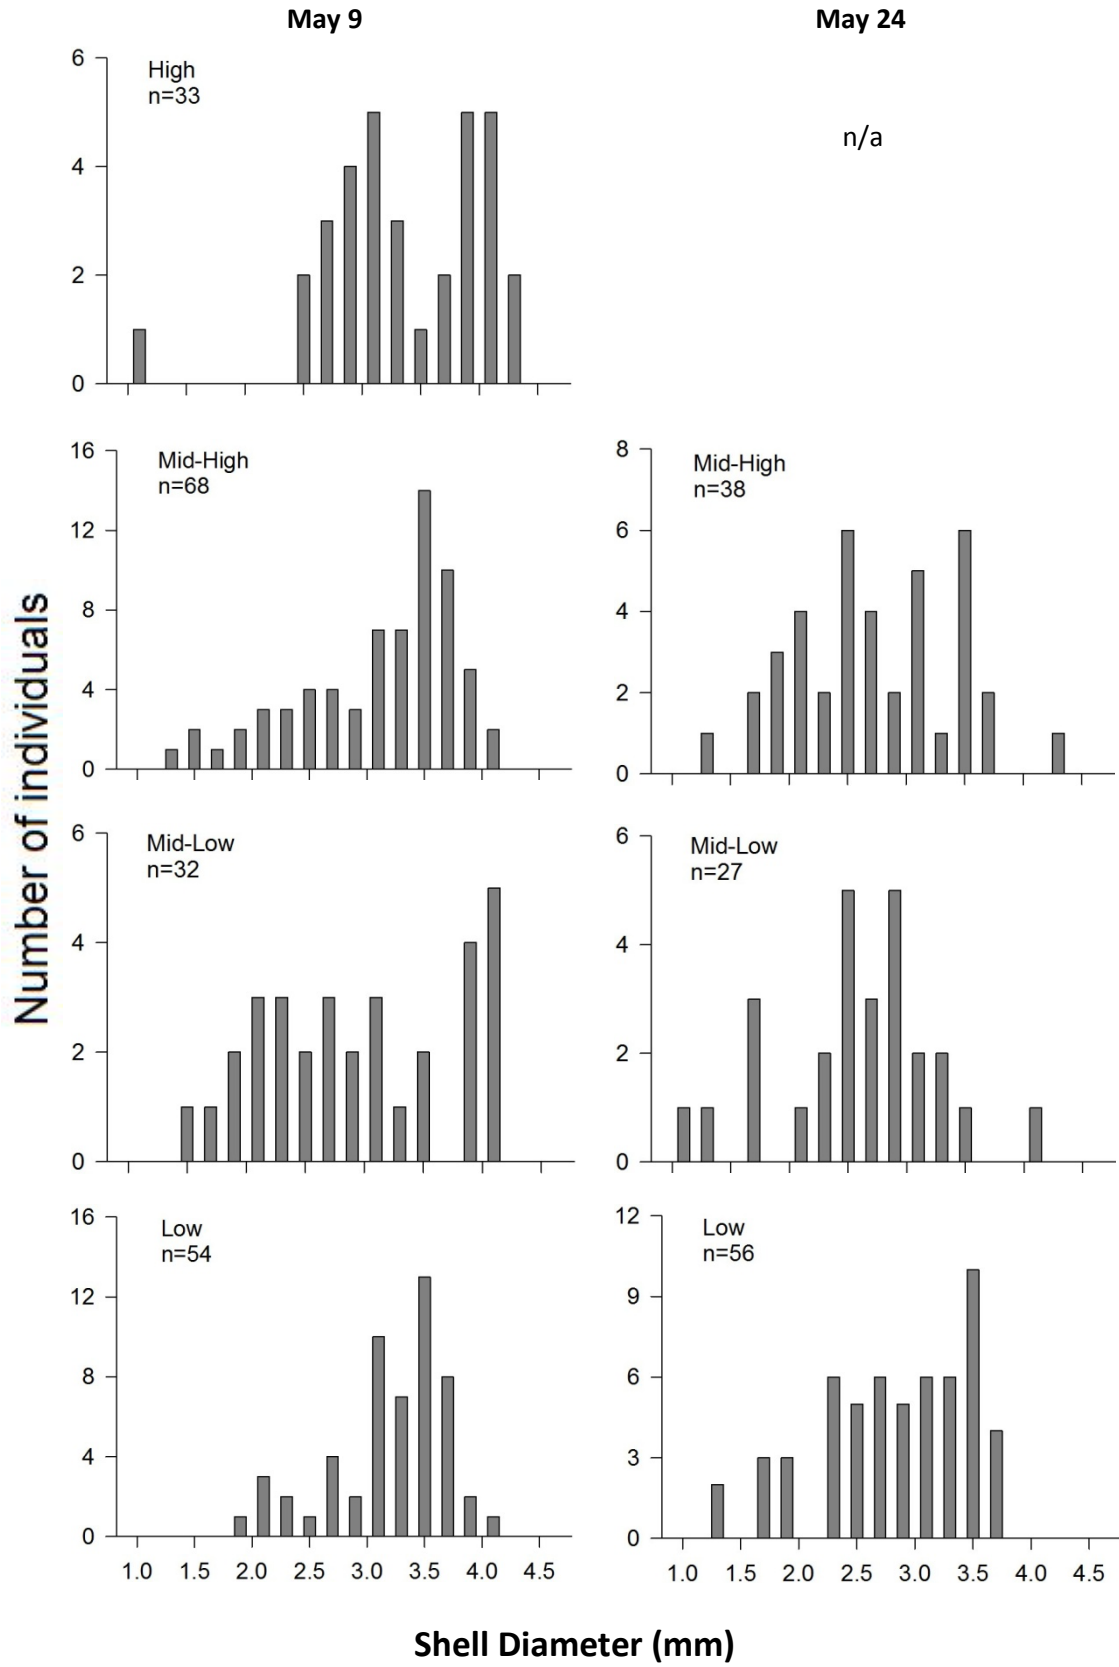 May 9
May 24
6
4
2
0
High
n=33
n/a
Number of individuals
16
12
8
4
0
Mid-High
n=68
8
6
4
2
0
Mid-High
n=38
6
4
2
0
Mid-Low
n=32
6
4
2
0
Mid-Low
n=27
16
12
8
4
0
Low
n=54
1.0 1.5 2.0 2.5 3.0 3.5 4.0 4.5
12
9
6
3
0
Low
n=56
1.0 1.5 2.0 2.5 3.0 3.5 4.0 4.5
Shell Diameter (mm)